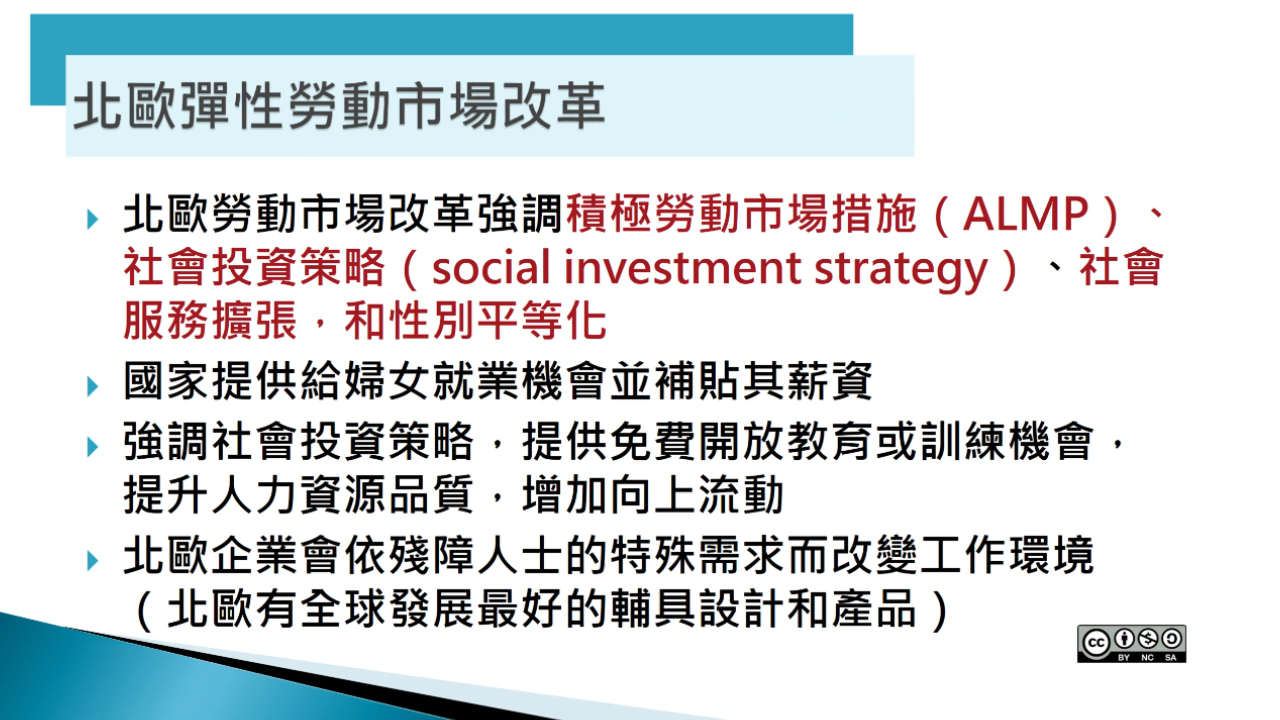 北歐彈性勞動市場改革
北歐勞動市場改革強調積極勞動市場措施（ALMP）、
社會投資策略（social investment strategy）、社會
服務擴張，和性別平等化
國家提供給婦女就業機會並補貼其薪資
強調社會投資策略，提供免費開放教育或訓練機會，
提升人力資源品質，增加向上流動
北歐企業會依殘障人士的特殊需求而改變工作環境
（北歐有全球發展最好的輔具設計和產品）
cc
BY NC SA